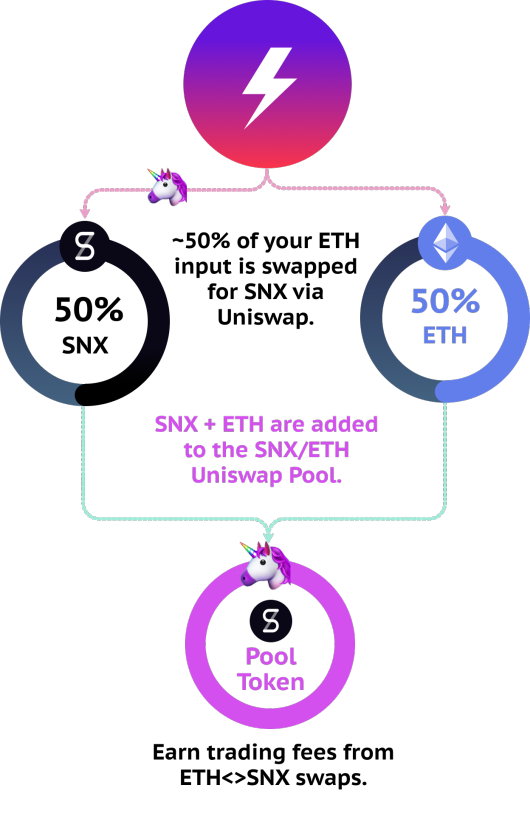 ~50% of your ETH
input is swapped
for SNX via
Uniswap.
50%
SNX
50%
ETH
SNX + ETH are added
to the SNX/ETH
Uniswap Pool.
Pool
Token
Earn trading fees from
ETH<>SNX swaps.